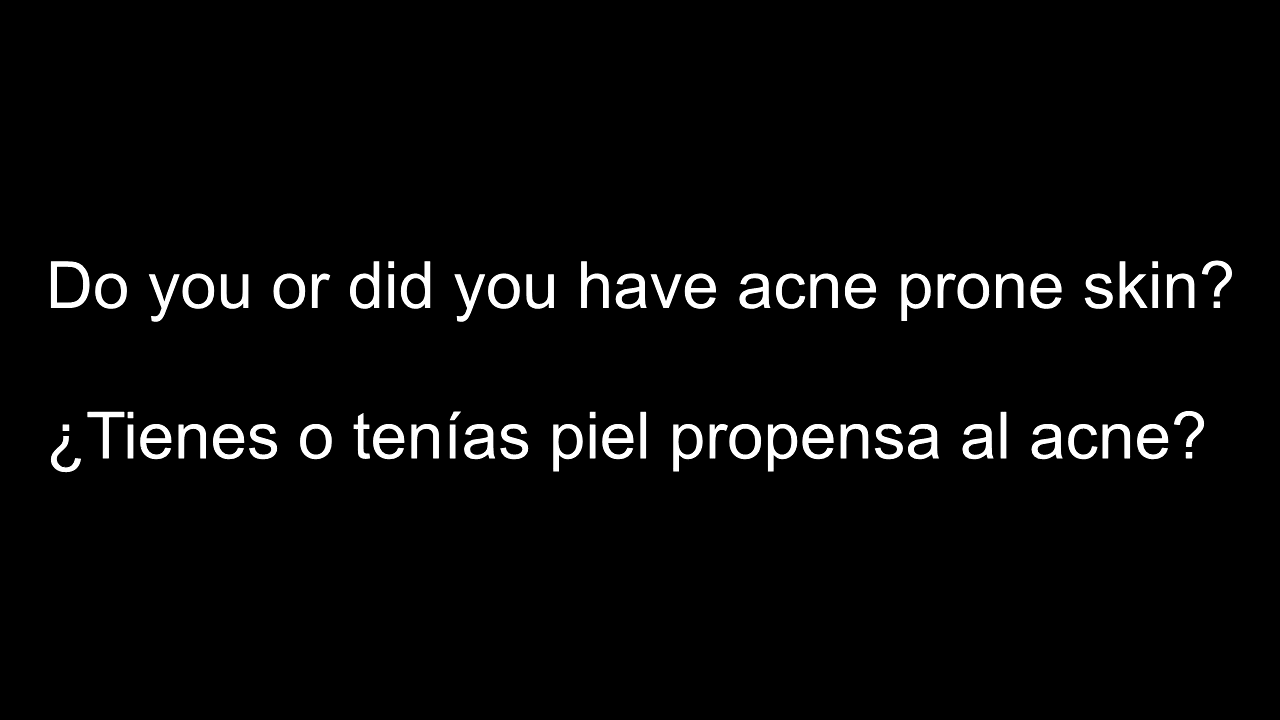 Do you or did you have acne prone skin?
¿Tienes o tenías piel propensa al acne?